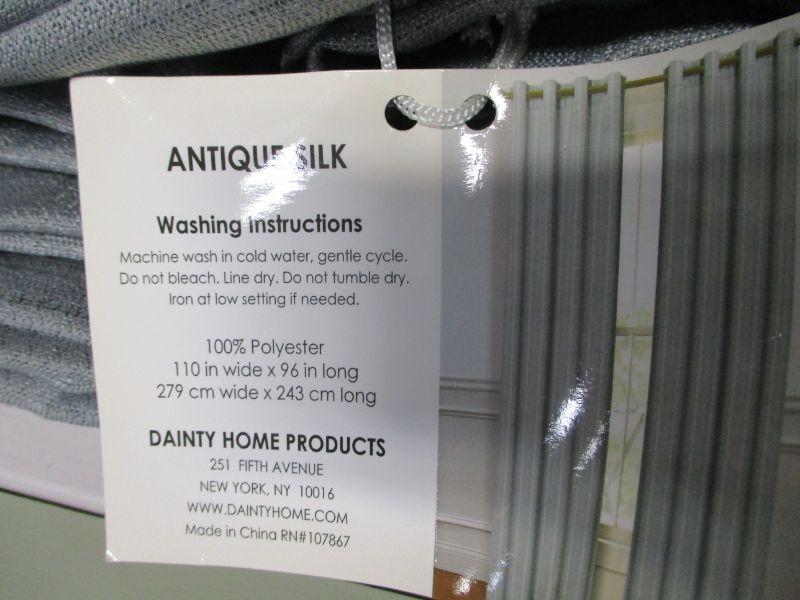 ANTIQUE SILK
Washing Instructions
Machine wash in cold water, gentle cycle.
Do not bleach. Line dry. Do not tumble dry.
Iron at low setting if needed.
100% Polyester
110 in wide x 96 in long
279 cm wide x 243 cm long
DAINTY HOME PRODUCTS
251 FIFTH AVENUE
NEW YORK, NY 10016
WWW.DAINTYHOME.COM
Made in China RN#107867